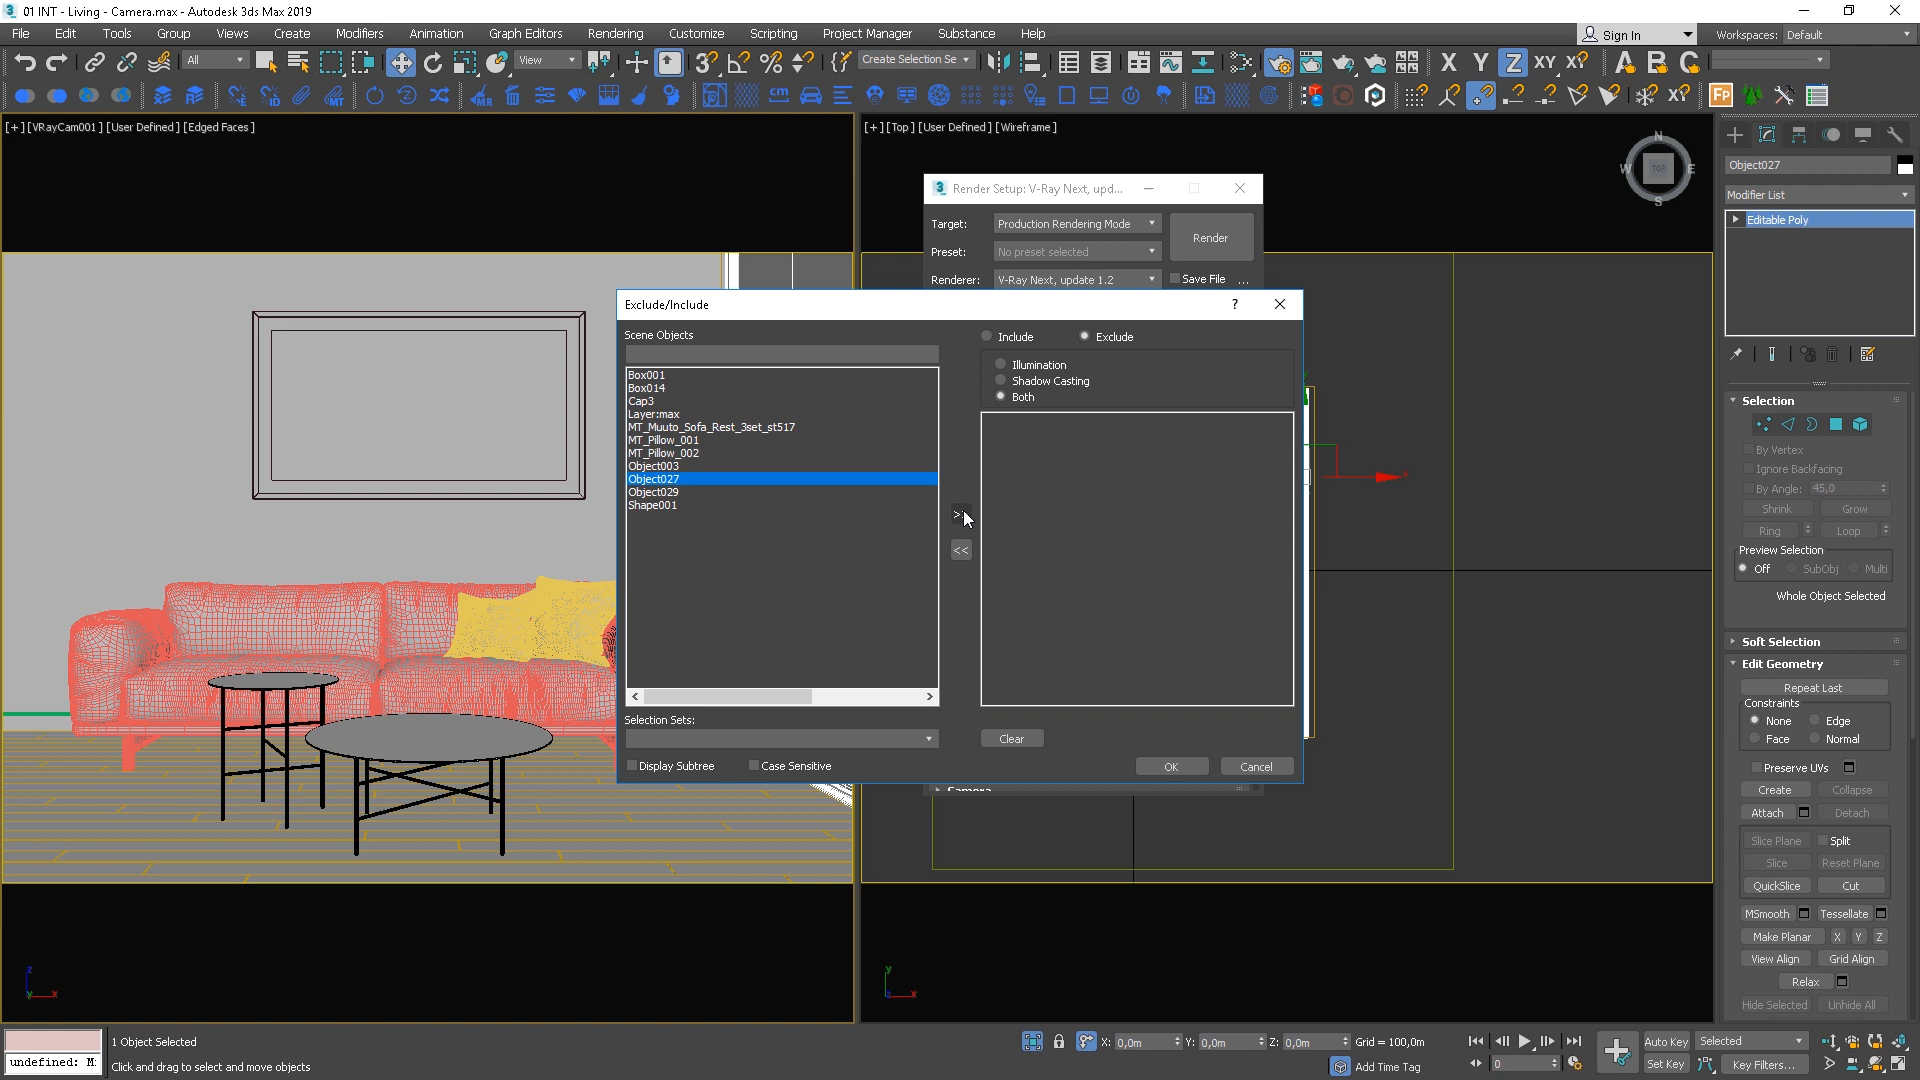 01 INT - Living - Camera.max - Autodesk 3ds Max 2019
File Edit Tools Group Views Create Modifiers Animation Graph Editors Rendering Customize Scripting Project Manager Substance Help
Sign In Workspaces: Default
All View Create Selection Se X Y Z XY XY
[+] [VRayCam001 ] [User Defined ] [Edged Faces ]
[+] [Top ] [User Defined ] [Wireframe ]
N
W TOP E
S
Object027
Modifier List
Editable Poly
Render Setup: V-Ray Next, upd...
Target: Production Rendering Mode
Render
Preset: No preset selected
Renderer: V-Ray Next, update 1.2 Save File ...
Exclude/Include ?
Scene Objects
Include Exclude
Illumination
Shadow Casting
Both
Box001
Box014
Cap3
Layer:max
MT_Muuto_Sofa_Rest_3set_st517
MT_Pillow_001
MT_Pillow_002
Object003
Object027
Object029
Shape001
<<
Selection Sets:
Clear
Display Subtree Case Sensitive OK Cancel
Camera
Selection
By Vertex
Ignore Backfacing
By Angle: 45,0
Shrink Grow
Ring Loop
Preview Selection
Off SubObj Multi
Whole Object Selected
Soft Selection
Edit Geometry
Repeat Last
Constraints
None Edge
Face Normal
Preserve UVs
Create Collapse
Attach Detach
Slice Plane Split
Slice Reset Plane
QuickSlice Cut
MSmooth Tessellate
Make Planar X Y Z
View Align Grid Align
Relax
Hide Selected Unhide All
z
y x
y
z x
1 Object Selected
undefined: M:
Click and drag to select and move objects
X: 0,0m Y: 0,0m Z: 0,0m Grid = 100,0m
Add Time Tag
0
Auto Key Selected
Set Key Key Filters...